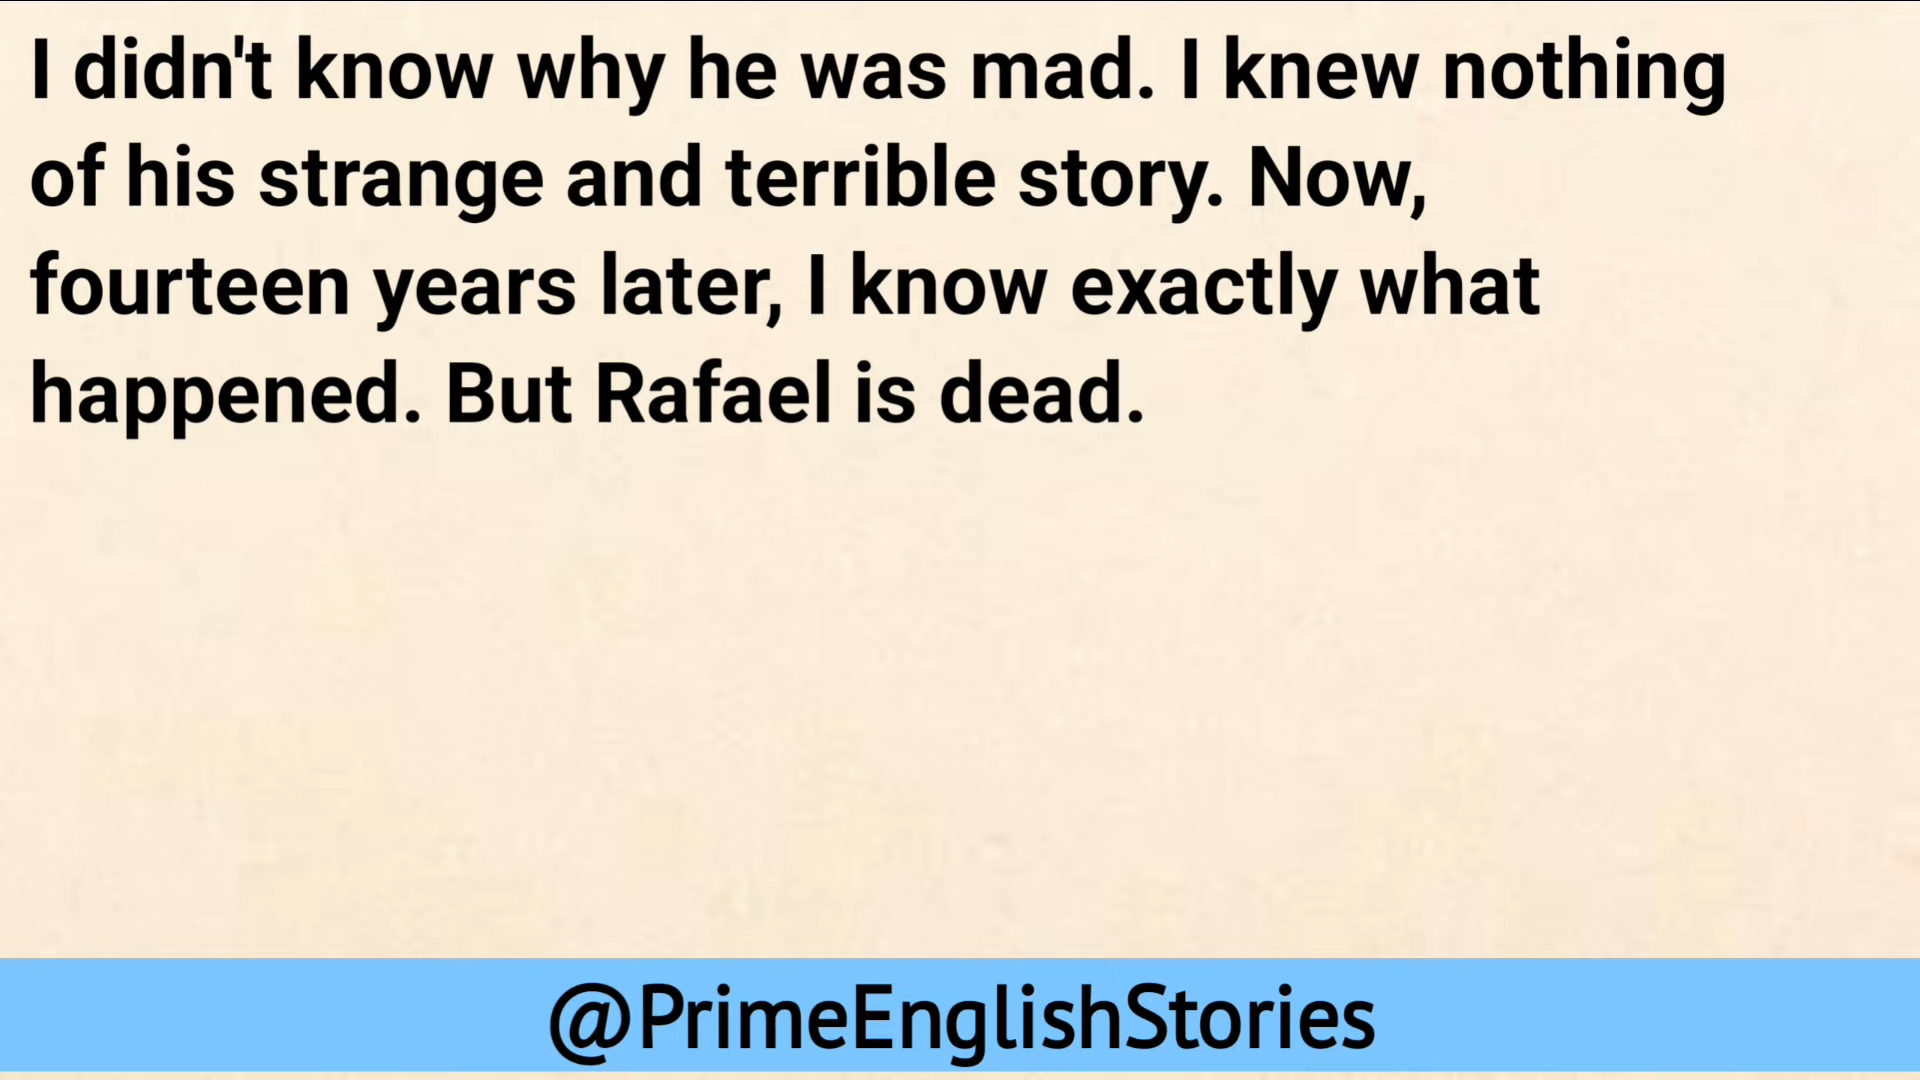 I didn't know why he was mad. I knew nothing
of his strange and terrible story. Now,
fourteen years later, I know exactly what
happened. But Rafael is dead.
@PrimeEnglishStories